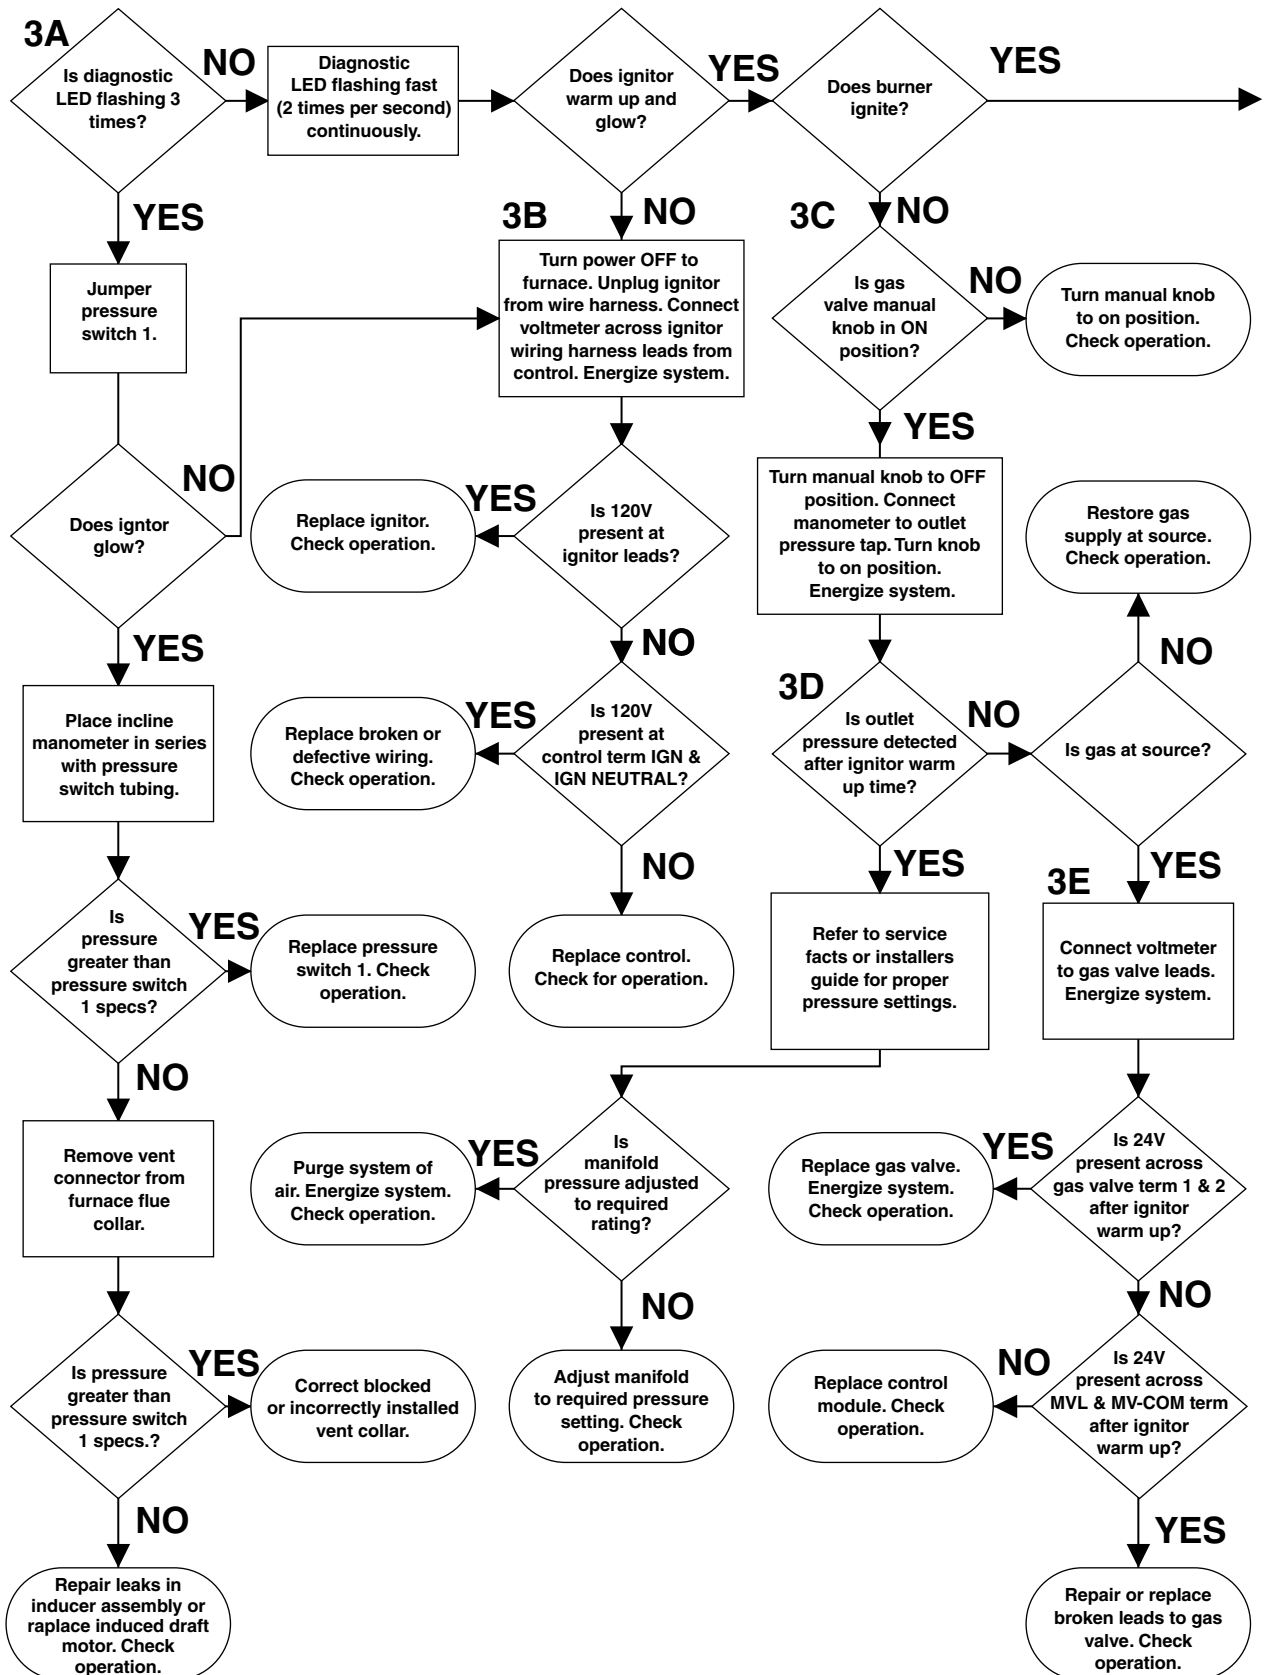 3A
Is diagnostic
LED flashing 3
times?
NO
Diagnostic
LED flashing fast
(2 times per second)
continuously.
Does ignitor
warm up and
glow?
YES
Does burner
ignite?
YES
YES
Jumper
pressure
switch 1.
3B
NO
Turn power OFF to
furnace. Unplug ignitor
from wire harness. Connect
voltmeter across ignitor
wiring harness leads from
control. Energize system.
3C
NO
Is gas
valve manual
knob in ON
position?
NO
Turn manual knob
to on position.
Check operation.
Does igntor
glow?
NO
Replace ignitor.
Check operation.
YES
Is 120V
present at
ignitor leads?
YES
Turn manual knob to OFF
position. Connect
manometer to outlet
pressure tap. Turn knob
to on position.
Energize system.
Restore gas
supply at source.
Check operation.
YES
NO
NO
Place incline
manometer in series
with pressure
switch tubing.
Replace broken or
defective wiring.
Check operation.
YES
Is 120V
present at
control term IGN &
IGN NEUTRAL?
3D
Is outlet
pressure detected
after ignitor warm
up time?
NO
Is gas at source?
NO
YES
YES
3E
Is
pressure
greater than
pressure switch
1 specs?
YES
Replace pressure
switch 1. Check
operation.
Replace control.
Check for operation.
Refer to service
facts or installers
guide for proper
pressure settings.
Connect voltmeter
to gas valve leads.
Energize system.
NO
Remove vent
connector from
furnace flue
collar.
Purge system of
air. Energize system.
Check operation.
YES
Is
manifold
pressure adjusted
to required
rating?
Replace gas valve.
Energize system.
Check operation.
YES
Is 24V
present across
gas valve term 1 & 2
after ignitor
warm up?
NO
NO
Is pressure
greater than
pressure switch
1 specs.?
YES
Correct blocked
or incorrectly installed
vent collar.
Adjust manifold
to required pressure
setting. Check
operation.
Replace control
module. Check
operation.
NO
Is 24V
present across
MVL & MV-COM term
after ignitor
warm up?
NO
YES
Repair leaks in
inducer assembly or
raplace induced draft
motor. Check
operation.
Repair or replace
broken leads to gas
valve. Check
operation.